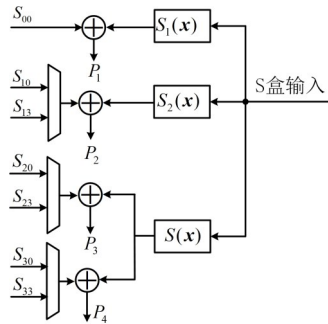 S₀₀
S₁(x)
P₁
S₁₀
S₁₃
S₂(x)
S盒输入
P₂
S₂₀
S₂₃
P₃
S(x)
S₃₀
S₃₃
P₄